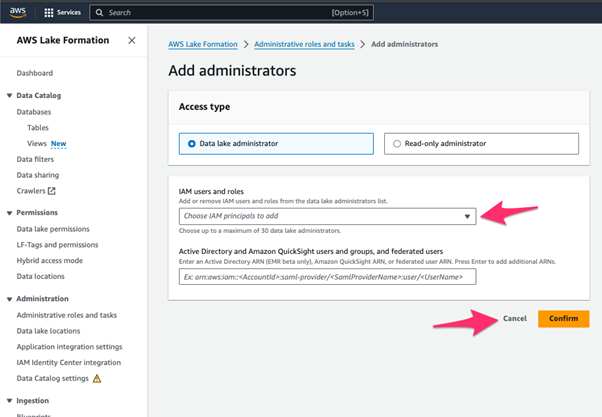 aws Services Search [Option+S]
AWS Lake Formation
Dashboard
Data Catalog
Databases
Tables
Views New
Data filters
Data sharing
Crawlers
Permissions
Data lake permissions
LF-Tags and permissions
Hybrid access mode
Data locations
Administration
Administrative roles and tasks
Data lake locations
Application integration settings
IAM Identity Center integration
Data Catalog settings
Ingestion
Blueprints
AWS Lake Formation > Administrative roles and tasks > Add administrators
Add administrators
Access type
Data lake administrator Read-only administrator
IAM users and roles
Add or remove IAM users and roles from the data lake administrators list.
Choose IAM principals to add
Choose up to a maximum of 30 data lake administrators.
Active Directory and Amazon QuickSight users and groups, and federated users
Enter an Active Directory ARN (EMR beta only), Amazon QuickSight ARN, or federated user ARN. Press Enter to add additional ARNs.
Ex: arn:aws:iam::<AccountId>:saml-provider/<SamlProviderName>:user/<UserName>
Cancel Confirm